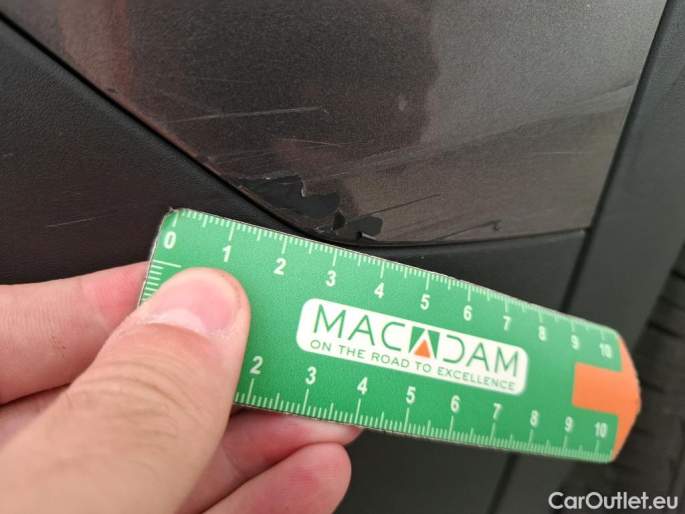 0 1 2 3 4 5 6 7 8 9 10
MACADAM
ON THE ROAD TO EXCELLENCE
2 3 4 5 6 7 8 9 10
CarOutlet.eu